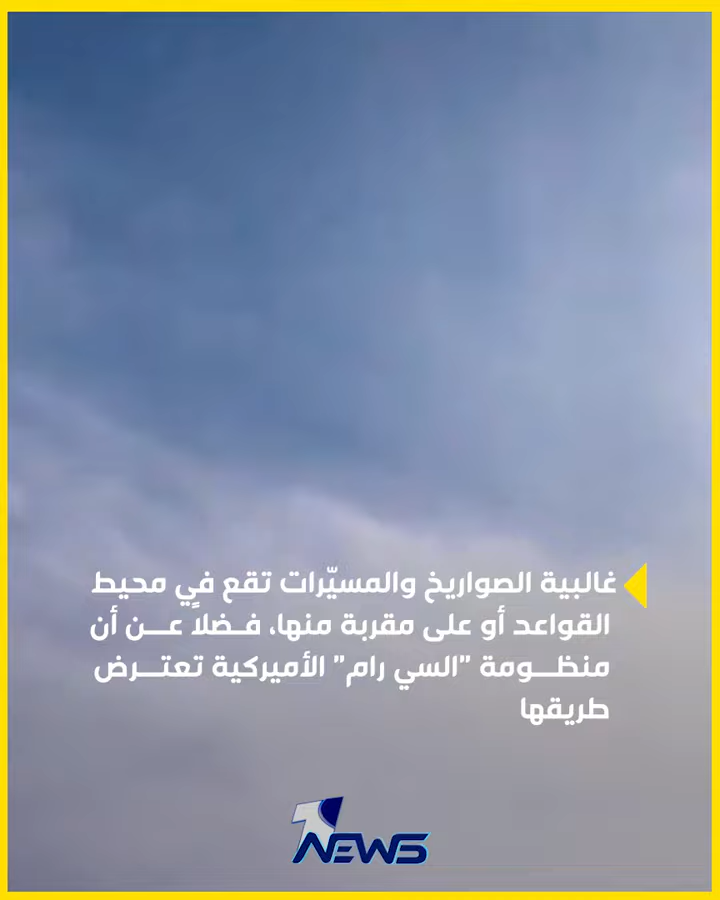 غالبية الصواريخ والمسيّرات تقع في محيط
القواعد أو على مقربة منها، فضلاً عن أن
منظومة "السي رام" الأميركية تعترض
طريقها
1NEWS